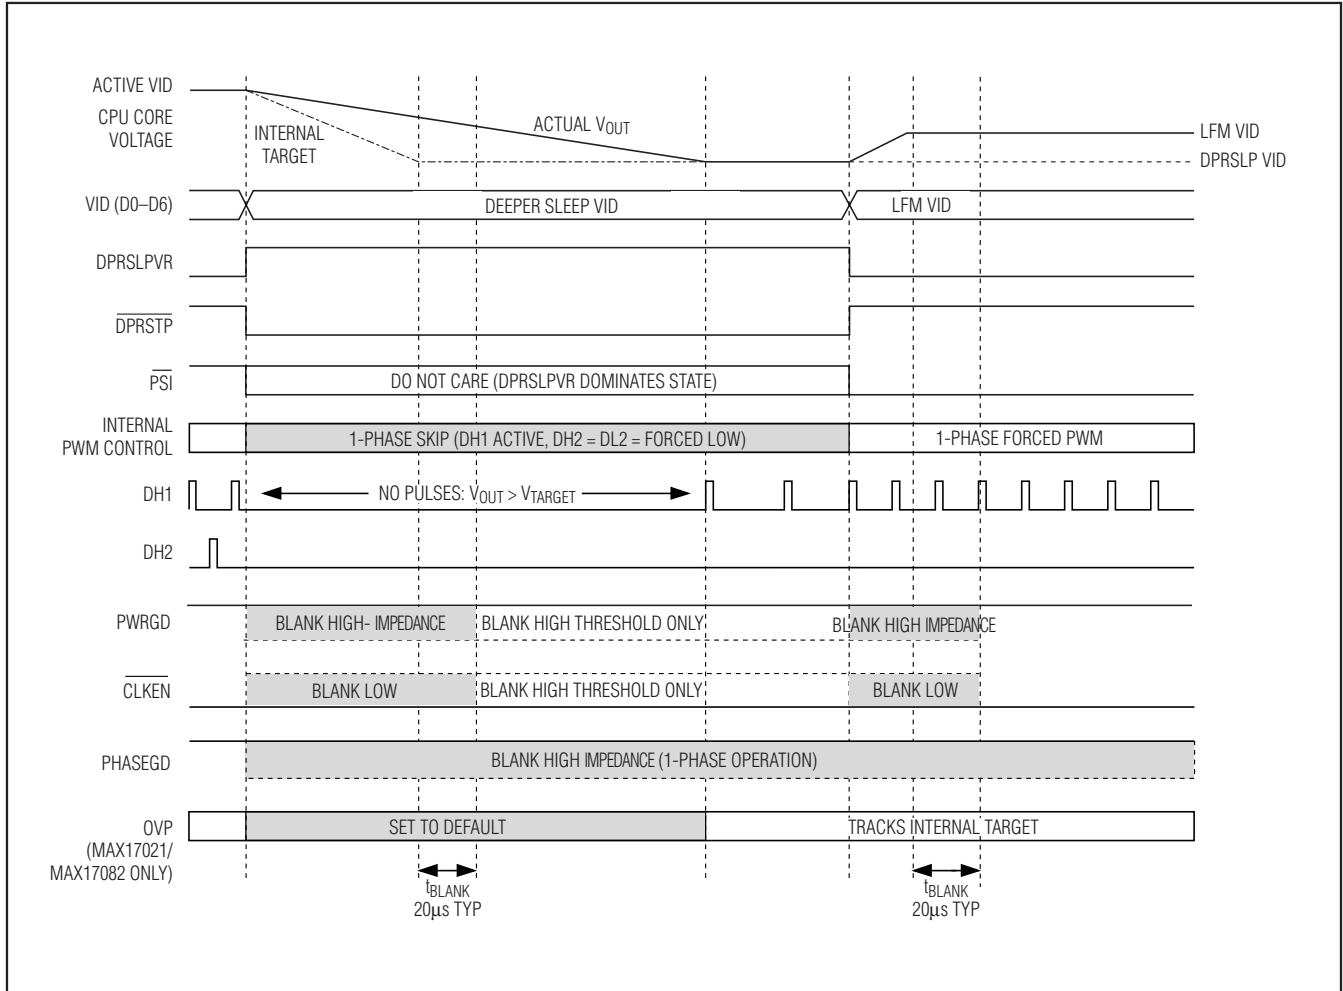 ACTIVE VID
CPU CORE
VOLTAGE
INTERNAL
TARGET
ACTUAL VOUT
LFM VID
DPRSLP VID
VID (D0–D6)
DEEPER SLEEP VID
LFM VID
DPRSLPVR
DPRSTP
PSI
DO NOT CARE (DPRSLPVR DOMINATES STATE)
INTERNAL
PWM CONTROL
1-PHASE SKIP (DH1 ACTIVE, DH2 = DL2 = FORCED LOW)
1-PHASE FORCED PWM
DH1
NO PULSES: VOUT > VTARGET
DH2
PWRGD
BLANK HIGH- IMPEDANCE
BLANK HIGH THRESHOLD ONLY
BLANK HIGH IMPEDANCE
CLKEN
BLANK LOW
BLANK HIGH THRESHOLD ONLY
BLANK LOW
PHASEGD
BLANK HIGH IMPEDANCE (1-PHASE OPERATION)
OVP
(MAX17021/
MAX17082 ONLY)
SET TO DEFAULT
TRACKS INTERNAL TARGET
tBLANK
20μs TYP
tBLANK
20μs TYP